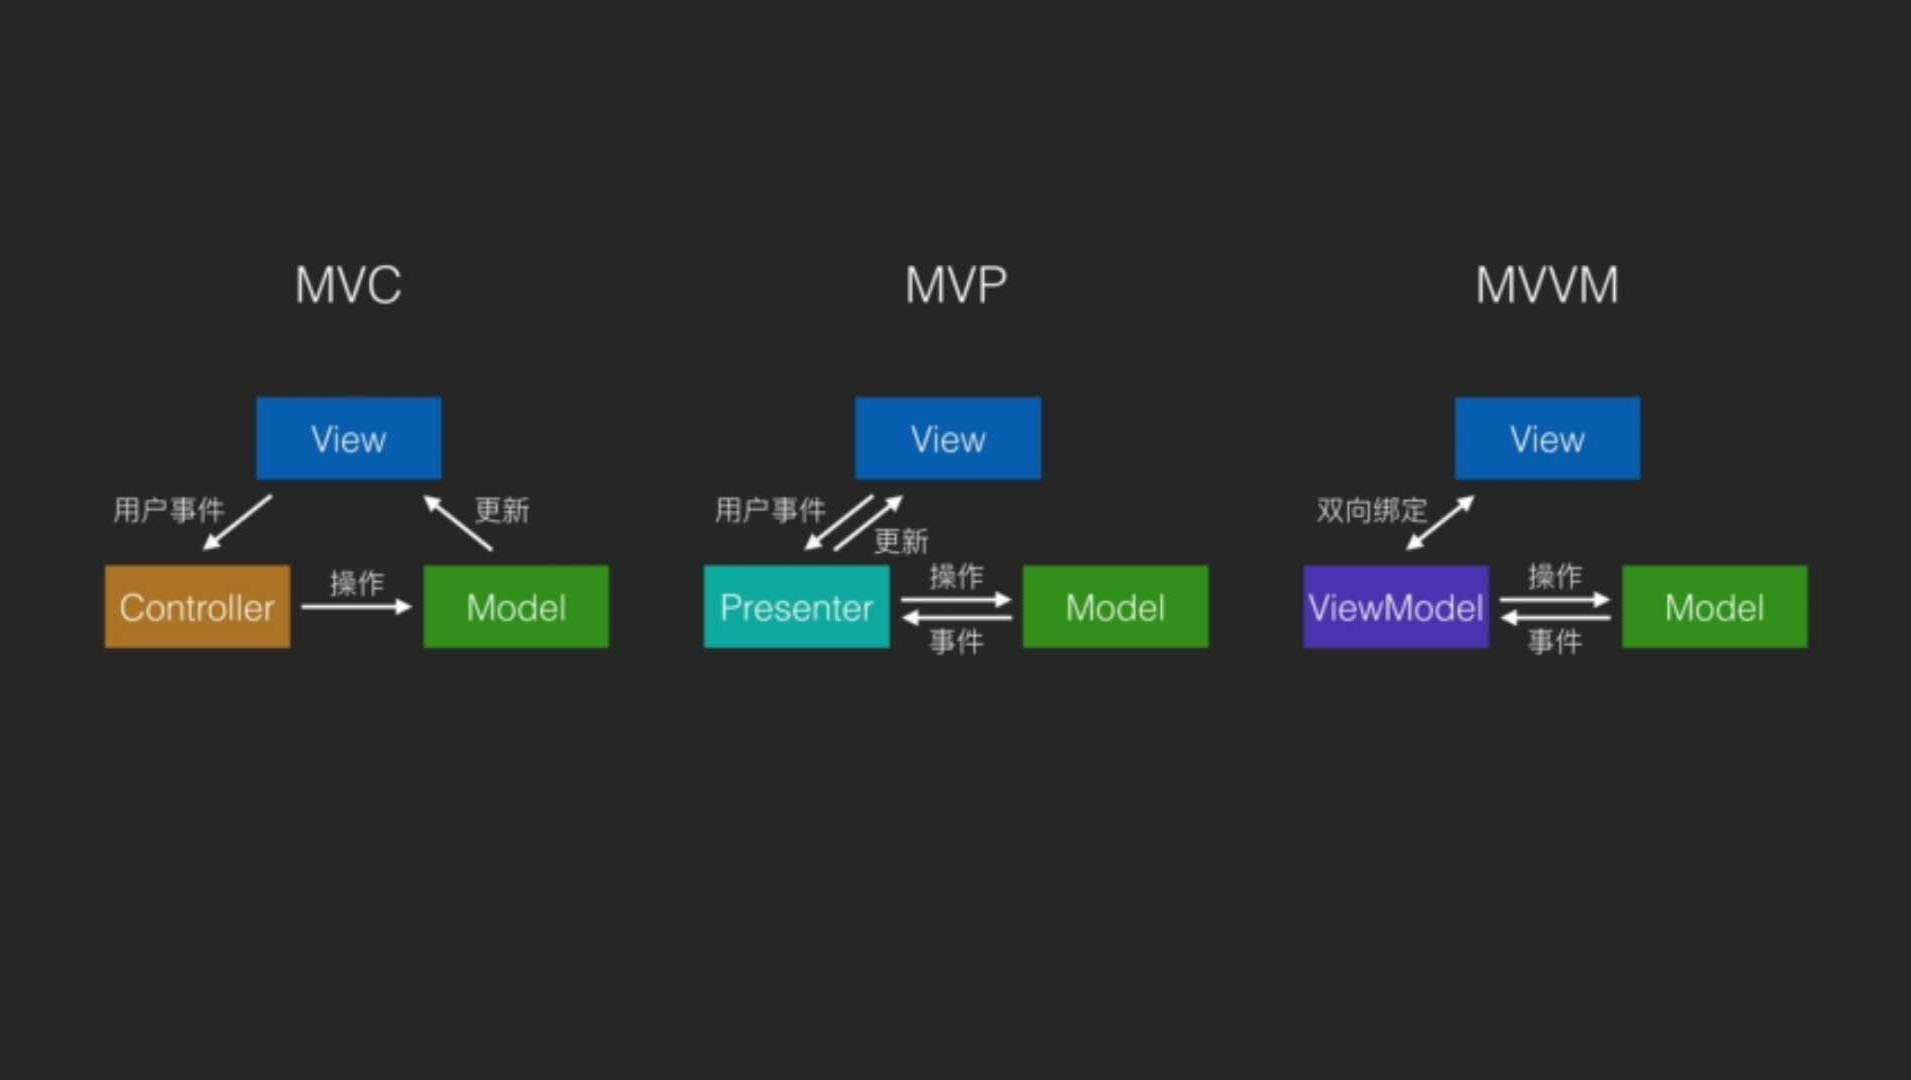 MVC
View
用户事件
更新
Controller
操作
Model
MVP
View
用户事件
更新
Presenter
操作
事件
Model
MVVM
View
双向绑定
ViewModel
操作
事件
Model